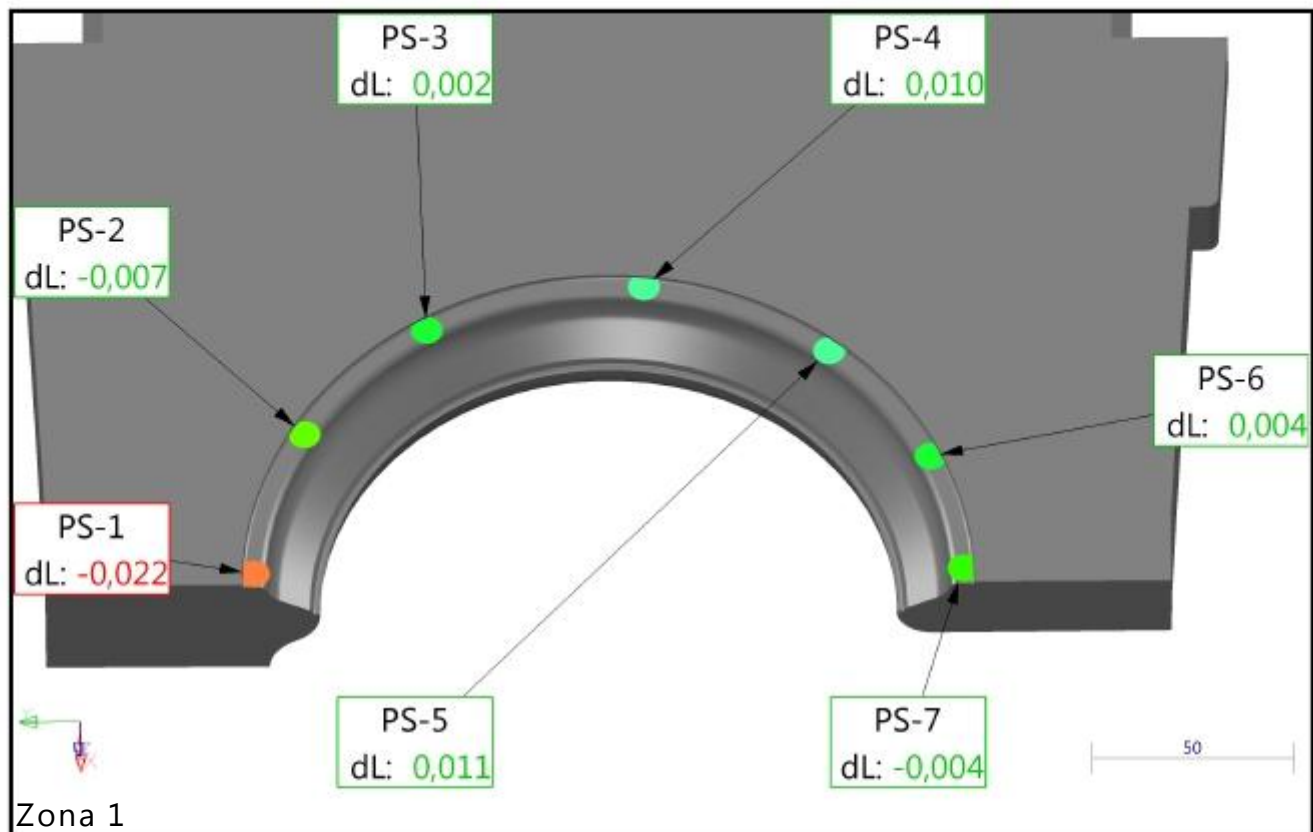 PS-3
dL: 0,002
PS-4
dL: 0,010
PS-2
dL: -0,007
PS-6
dL: 0,004
PS-1
dL: -0,022
PS-5
dL: 0,011
PS-7
dL: -0,004
50
Zona 1